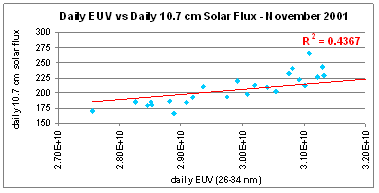 Daily EUV vs Daily 10.7 cm Solar Flux - November 2001
R² = 0.4367
daily 10.7 cm solar flux
300
275
250
225
200
175
150
2.70E+10
2.80E+10
2.90E+10
3.00E+10
3.10E+10
3.20E+10
daily EUV (26-34 nm)